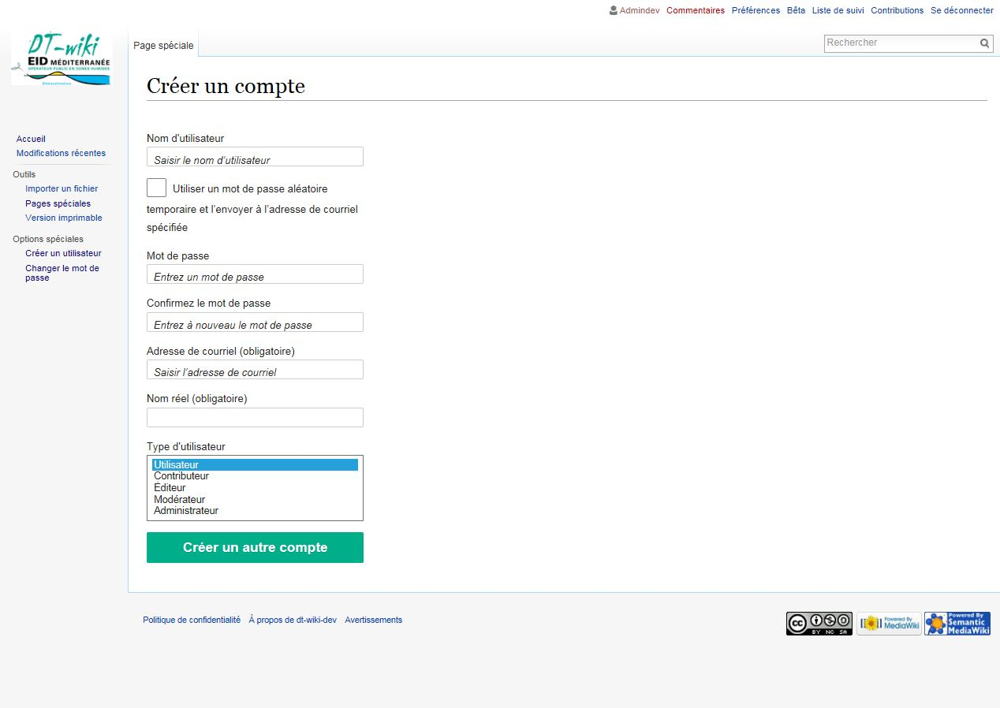 Admindev Commentaires Préférences Bêta Liste de suivi Contributions Se déconnecter
DT-wiki
EID MÉDITERRANÉE
OPÉRATEUR PUBLIC EN ZONES HUMIDES
Démoustication
Page spéciale
Rechercher
Créer un compte
Accueil
Modifications récentes
Outils
Importer un fichier
Pages spéciales
Version imprimable
Options spéciales
Créer un utilisateur
Changer le mot de
passe
Nom d’utilisateur
Saisir le nom d’utilisateur
Utiliser un mot de passe aléatoire
temporaire et l’envoyer à l’adresse de courriel
spécifiée
Mot de passe
Entrez un mot de passe
Confirmez le mot de passe
Entrez à nouveau le mot de passe
Adresse de courriel (obligatoire)
Saisir l’adresse de courriel
Nom réel (obligatoire)
Type d’utilisateur
Utilisateur
Contributeur
Éditeur
Modérateur
Administrateur
Créer un autre compte
Politique de confidentialité À propos de dt-wiki-dev Avertissements
cc
BY NC SA
Powered By
MediaWiki
Powered By
Semantic
MediaWiki